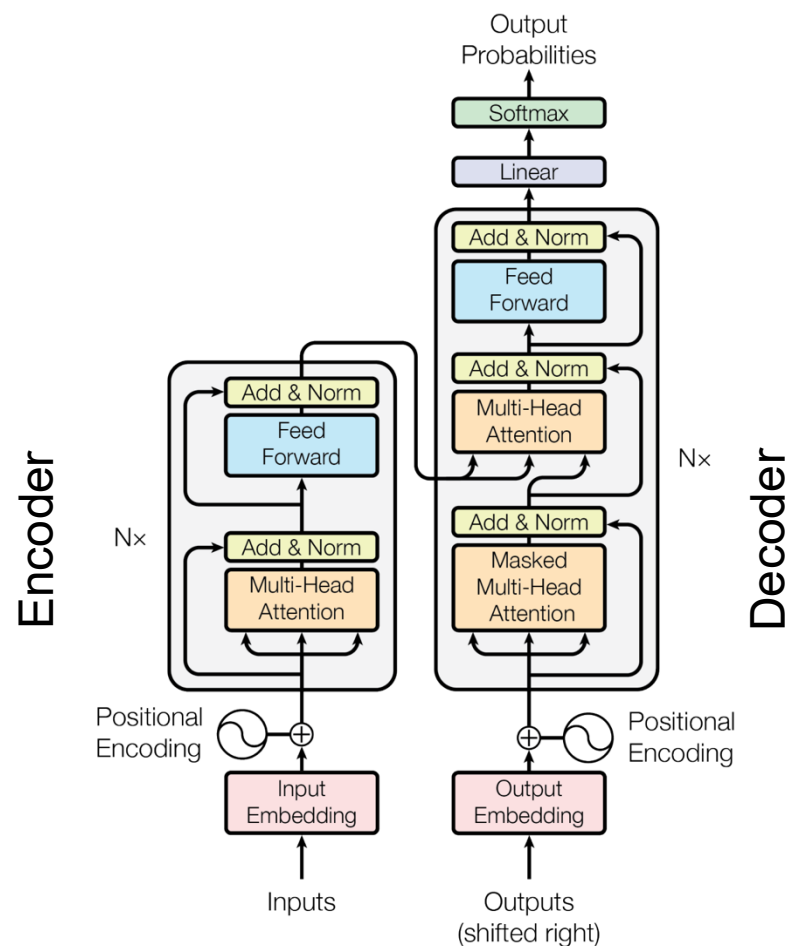 Output
Probabilities
Softmax
Linear
Add & Norm
Feed
Forward
Add & Norm
Multi-Head
Attention
Add & Norm
Masked
Multi-Head
Attention
Nx
Decoder
Positional
Encoding
Output
Embedding
Outputs
(shifted right)
Encoder
Nx
Add & Norm
Feed
Forward
Add & Norm
Multi-Head
Attention
Positional
Encoding
Input
Embedding
Inputs